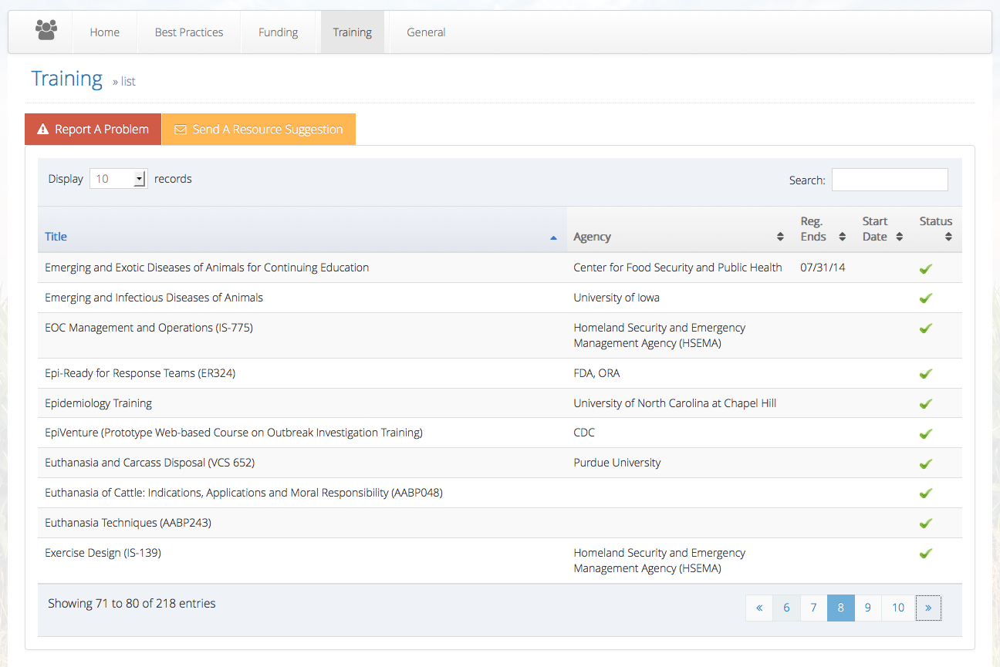 Home Best Practices Funding Training General
Training » list
Report A Problem Send A Resource Suggestion
Display 10 records Search:
Title Agency Reg. Ends Start Date Status
Emerging and Exotic Diseases of Animals for Continuing Education Center for Food Security and Public Health 07/31/14
Emerging and Infectious Diseases of Animals University of Iowa
EOC Management and Operations (IS-775) Homeland Security and Emergency
Management Agency (HSEMA)
Epi-Ready for Response Teams (ER324) FDA, ORA
Epidemiology Training University of North Carolina at Chapel Hill
EpiVenture (Prototype Web-based Course on Outbreak Investigation Training) CDC
Euthanasia and Carcass Disposal (VCS 652) Purdue University
Euthanasia of Cattle: Indications, Applications and Moral Responsibility (AABP048)
Euthanasia Techniques (AABP243)
Exercise Design (IS-139) Homeland Security and Emergency
Management Agency (HSEMA)
Showing 71 to 80 of 218 entries « 6 7 8 9 10 »